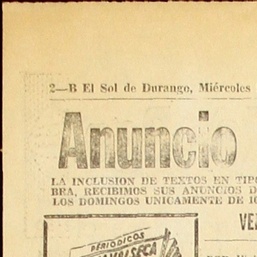 2—B El Sol de Durango, Miércoles
Anuncio
LA INCLUSION DE TEXTOS EN TIPO
BRA, RECIBIMOS SUS ANUNCIOS D
LOS DOMINGOS UNICAMENTE DE 10
VEZ
PERIODICOS